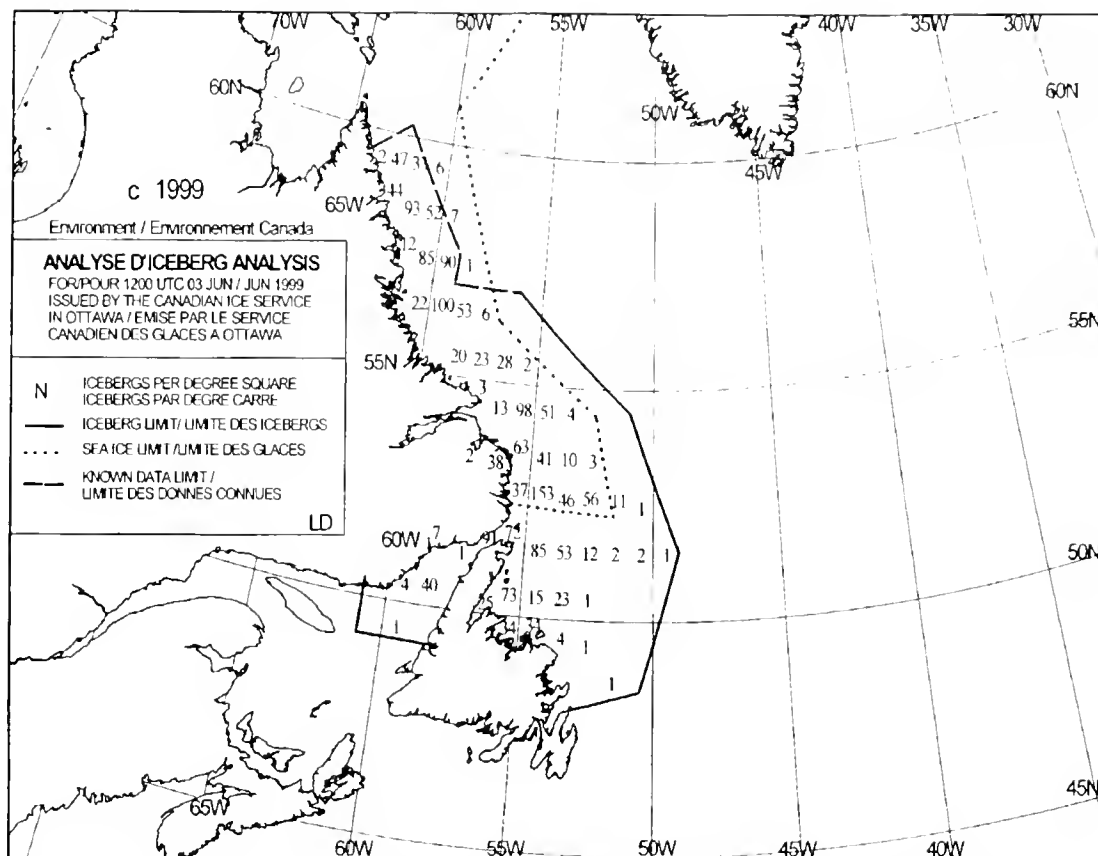 70W 60W 55W 40W 35W 30W
60N 50W 60N
45W
2 47 3 6
c 1999
65W
93 52 7
Environment / Environnement Canada
12
85 90 1
ANALYSE D'ICEBERG ANALYSIS
FOR/POUR 1200 UTC 03 JUN / JUN 1999
ISSUED BY THE CANADIAN ICE SERVICE
IN OTTAWA / EMISE PAR LE SERVICE
CANADIEN DES GLACES A OTTAWA
22 100 53 6
55N
55N 20 23 28 2
3
N ICEBERGS PER DEGREE SQUARE
ICEBERGS PAR DEGRE CARRE
13 98 51 4
ICEBERG LIMIT/ LIMITE DES ICEBERGS
SEA ICE LIMIT /LIMITE DES GLACES
63
2 38 41 10 3
KNOWN DATA LIMIT /
LIMITE DES DONNES CONNUES
37 153 46 56 11 1
LD
60W 7 1 91 72
85 53 12 2 2 1
50N
4 40
73 15 23 1
1
34 4 1
1
65W
45N
60W 55W 50W 45W 40W